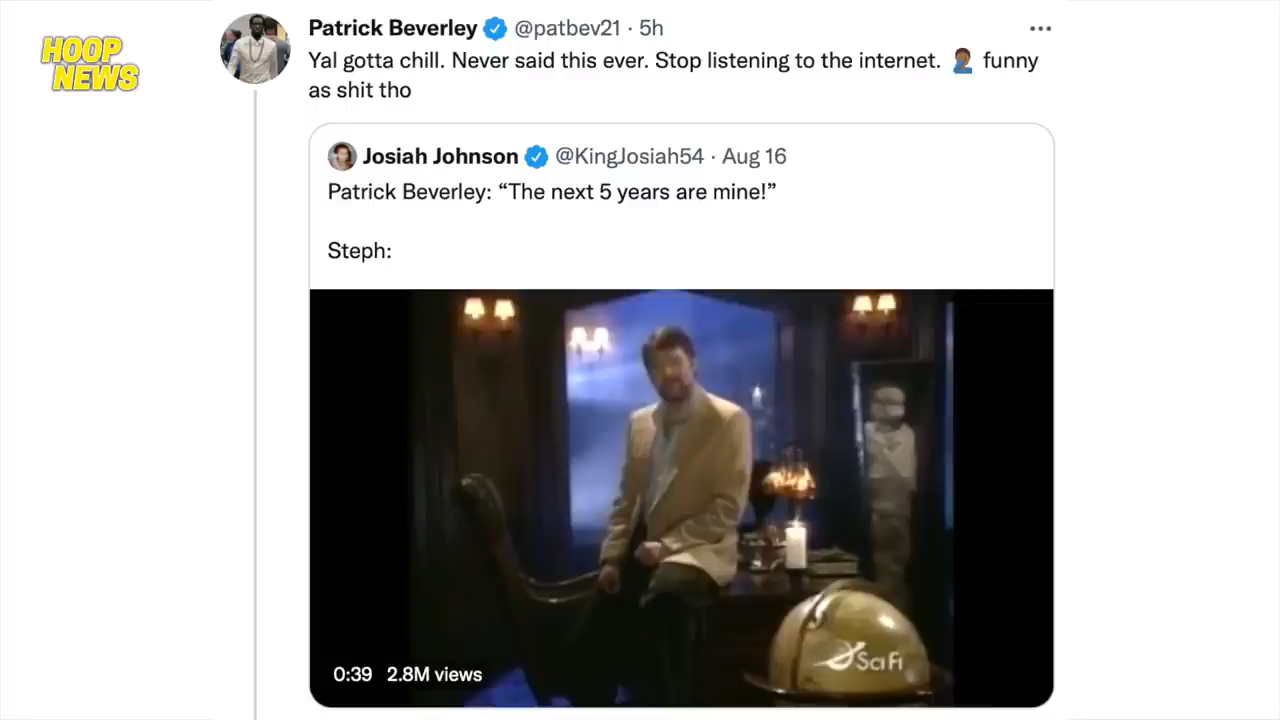 HOOP
NEWS
Patrick Beverley @patbev21 · 5h
Yal gotta chill. Never said this ever. Stop listening to the internet. 🤦🏾‍♂️ funny
as shit tho
Josiah Johnson @KingJosiah54 · Aug 16
Patrick Beverley: “The next 5 years are mine!”
Steph:
SciFi
0:39 2.8M views